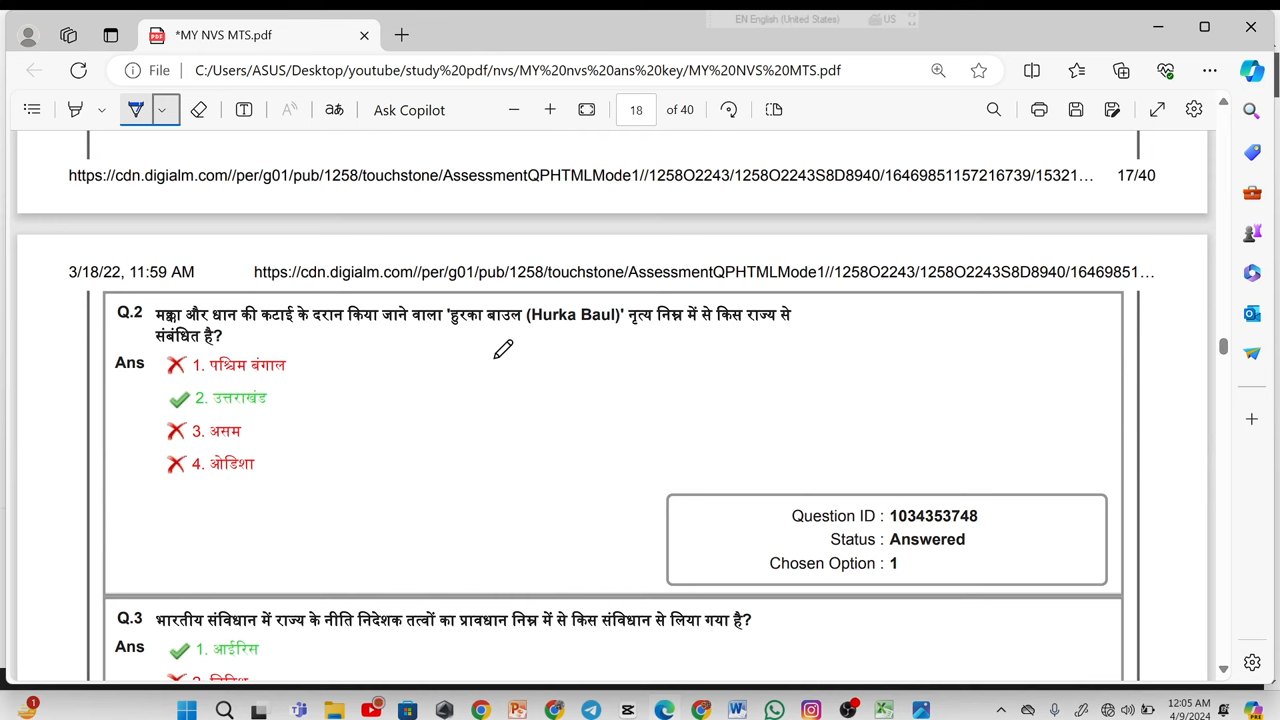 EN English (United States) US
*MY NVS MTS.pdf
File C:/Users/ASUS/Desktop/youtube/study%20pdf/nvs/MY%20nvs%20ans%20key/MY%20NVS%20MTS.pdf
Ask Copilot 18 of 40
https://cdn.digialm.com//per/g01/pub/1258/touchstone/AssessmentQPHTMLMode1//1258O2243/1258O2243S8D8940/16469851157216739/15321... 17/40
3/18/22, 11:59 AM https://cdn.digialm.com//per/g01/pub/1258/touchstone/AssessmentQPHTMLMode1//1258O2243/1258O2243S8D8940/16469851...
Q.2 मक्का और धान की कटाई के दरान किया जाने वाला 'हुरका बाउल (Hurka Baul)' नृत्य निम्न में से किस राज्य से
संबंधित है?
Ans 1. पश्चिम बंगाल
2. उत्तराखंड
3. असम
4. ओडिशा
Question ID : 1034353748
Status : Answered
Chosen Option : 1
Q.3 भारतीय संविधान में राज्य के नीति निदेशक तत्वों का प्रावधान निम्न में से किस संविधान से लिया गया है?
Ans 1. आईरिस
12:05 AM
4/9/2024